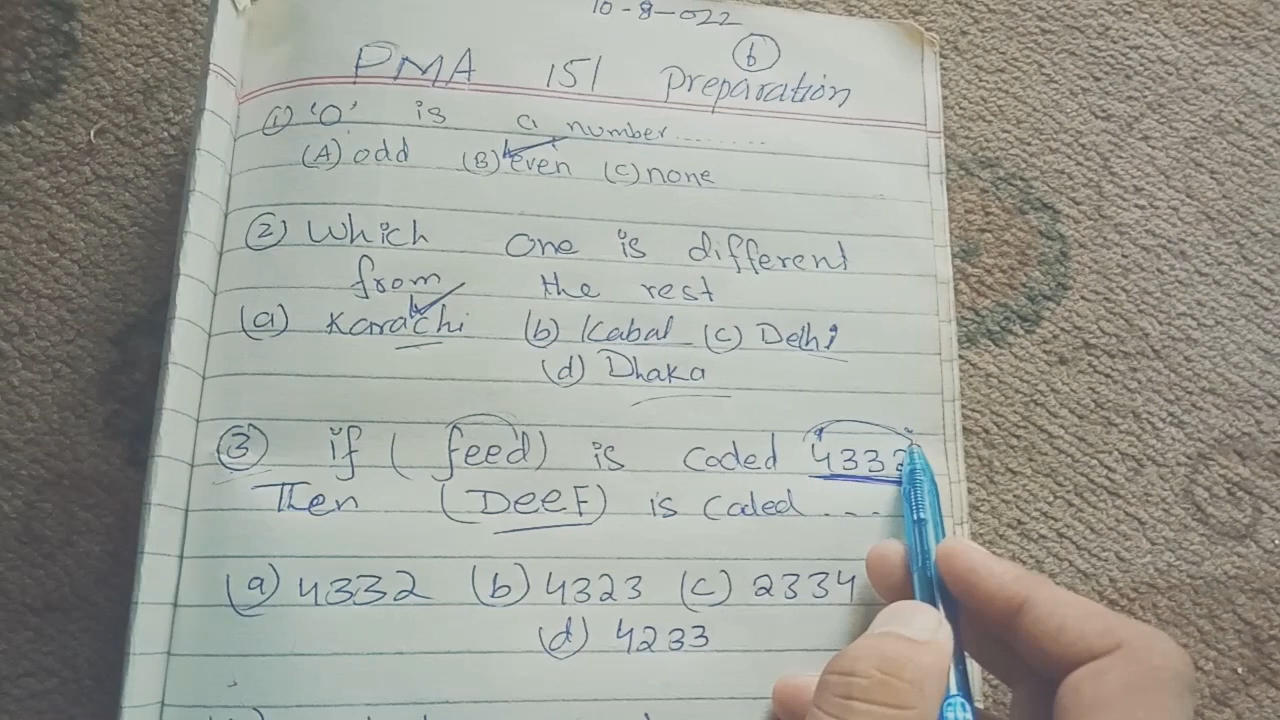 10-8-022
PMA 151 Preparation (6)
(1) '0' is a number........
(A) odd (B) even (C) none
(2) Which one is different
from the rest
(a) Karachi (b) Kabal (c) Delhi
(d) Dhaka
(3) if (feed) is coded 4332
Then (DeeF) is coded ....
(a) 4332 (b) 4323 (c) 2334
(d) 4233